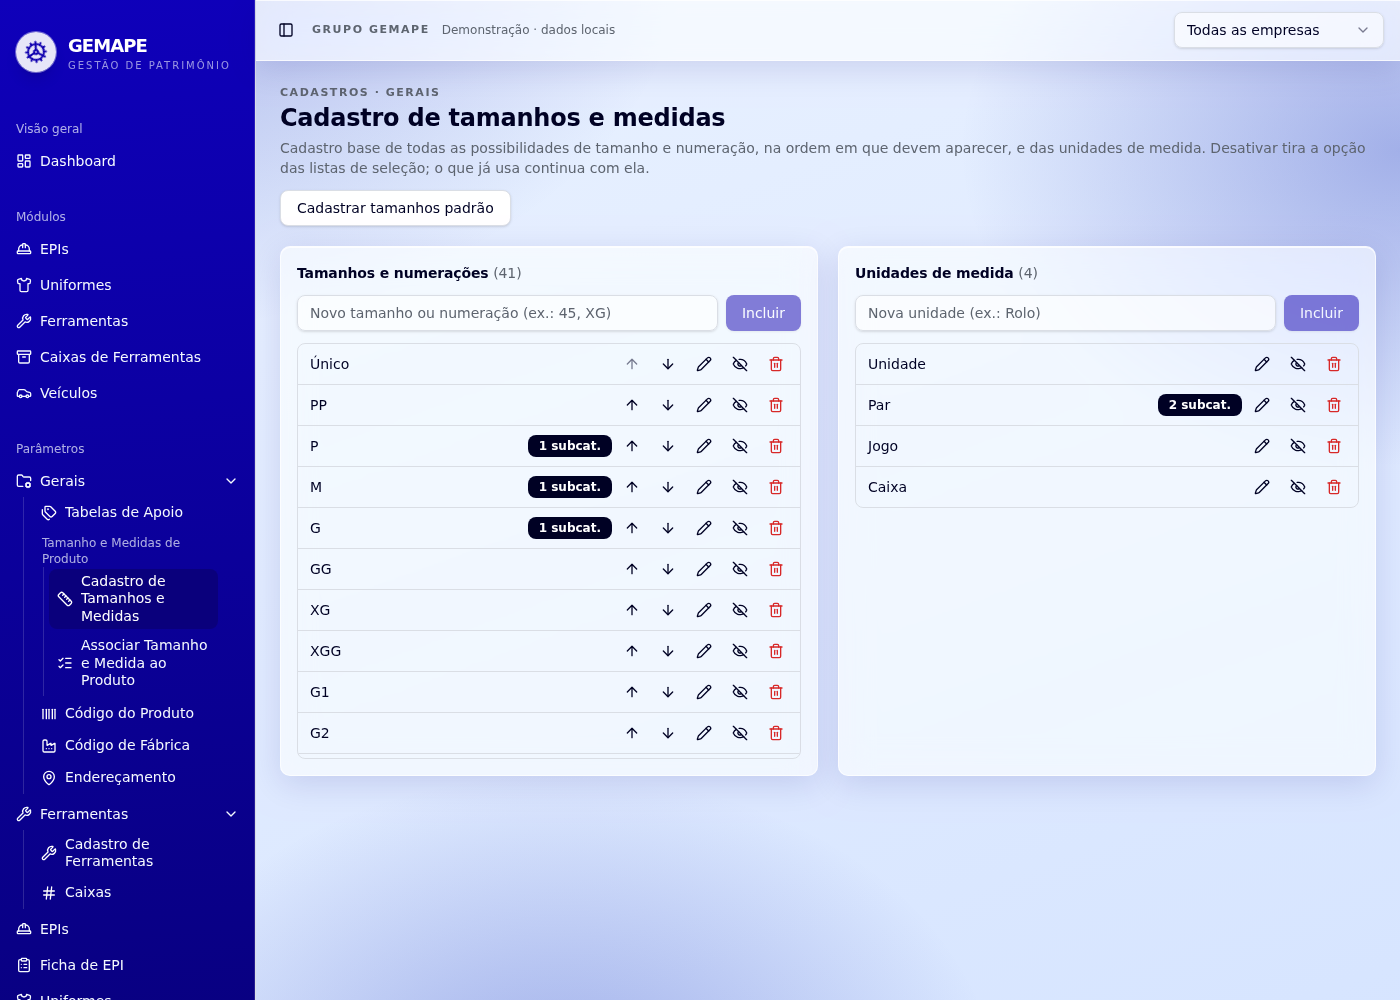 GEMAPE
GESTÃO DE PATRIMÔNIO
Visão geral
Dashboard
Módulos
EPIs
Uniformes
Ferramentas
Caixas de Ferramentas
Veículos
Parâmetros
Gerais
Tabelas de Apoio
Tamanho e Medidas de
Produto
Cadastro de
Tamanhos e
Medidas
Associar Tamanho
e Medida ao
Produto
Código do Produto
Código de Fábrica
Endereçamento
Ferramentas
Cadastro de
Ferramentas
Caixas
EPIs
Ficha de EPI
Uniformes
GRUPO GEMAPE Demonstração · dados locais
Todas as empresas
CADASTROS · GERAIS
Cadastro de tamanhos e medidas
Cadastro base de todas as possibilidades de tamanho e numeração, na ordem em que devem aparecer, e das unidades de medida. Desativar tira a opção
das listas de seleção; o que já usa continua com ela.
Cadastrar tamanhos padrão
Tamanhos e numerações (41)
Novo tamanho ou numeração (ex.: 45, XG) Incluir
Único
PP
P 1 subcat.
M 1 subcat.
G 1 subcat.
GG
XG
XGG
G1
G2
Unidades de medida (4)
Nova unidade (ex.: Rolo) Incluir
Unidade
Par 2 subcat.
Jogo
Caixa